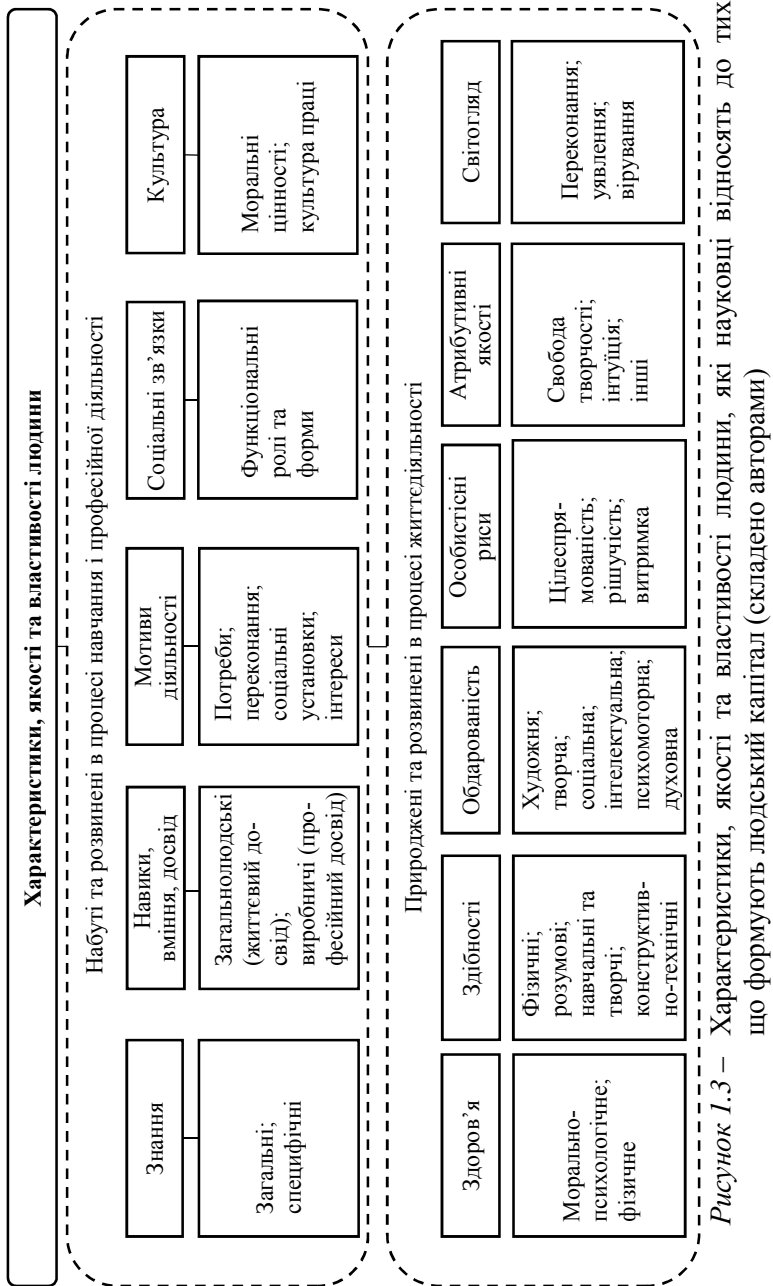 Характеристики, якості та властивості людини
Набуті та розвинені в процесі навчання і професійної діяльності
Знання
Загальні;
специфічні
Навики,
вміння, досвід
Загальнолюдські
(життєвий до-
свід);
виробничі (про-
фесійний досвід)
Мотиви
діяльності
Потреби;
переконання;
соціальні
установки;
інтереси
Соціальні зв’язки
Функціональні
ролі та
форми
Культура
Моральні
цінності;
культура праці
Природжені та розвинені в процесі життєдіяльності
Здоров’я
Морально-
психологічне;
фізичне
Здібності
Фізичні;
розумові;
навчальні та
творчі;
конструктив-
но-технічні
Обдарованість
Художня;
творча;
соціальна;
інтелектуальна;
психомоторна;
духовна
Особистісні
риси
Цілеспря-
мованість;
рішучість;
витримка
Атрибутивні
якості
Свобода
творчості;
інтуїція;
інші
Світогляд
Переконання;
уявлення;
вірування
Рисунок 1.3 – Характеристики, якості та властивості людини, які науковці відносять до тих
що формують людський капітал (складено авторами)